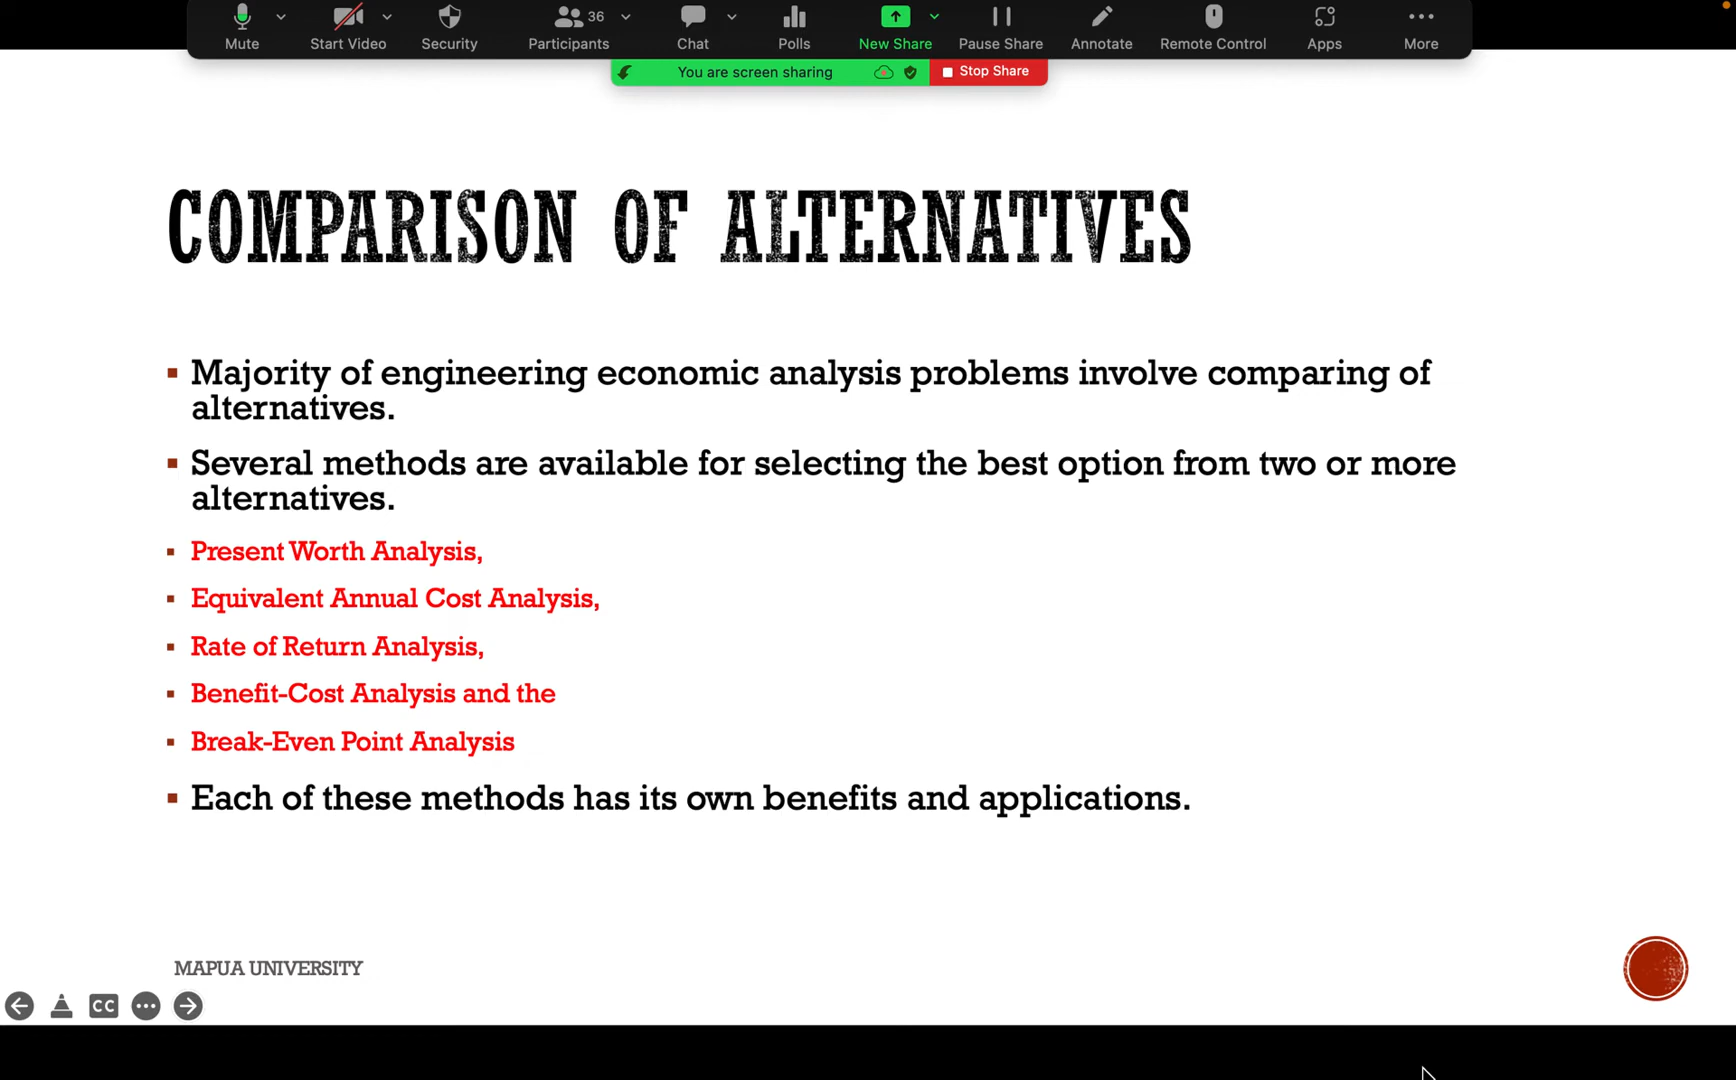 Mute
Start Video
Security
36
Participants
Chat
Polls
New Share
Pause Share
Annotate
Remote Control
Apps
More
You are screen sharing
Stop Share
COMPARISON OF ALTERNATIVES
Majority of engineering economic analysis problems involve comparing of
alternatives.
Several methods are available for selecting the best option from two or more
alternatives.
Present Worth Analysis,
Equivalent Annual Cost Analysis,
Rate of Return Analysis,
Benefit-Cost Analysis and the
Break-Even Point Analysis
Each of these methods has its own benefits and applications.
MAPUA UNIVERSITY
CC